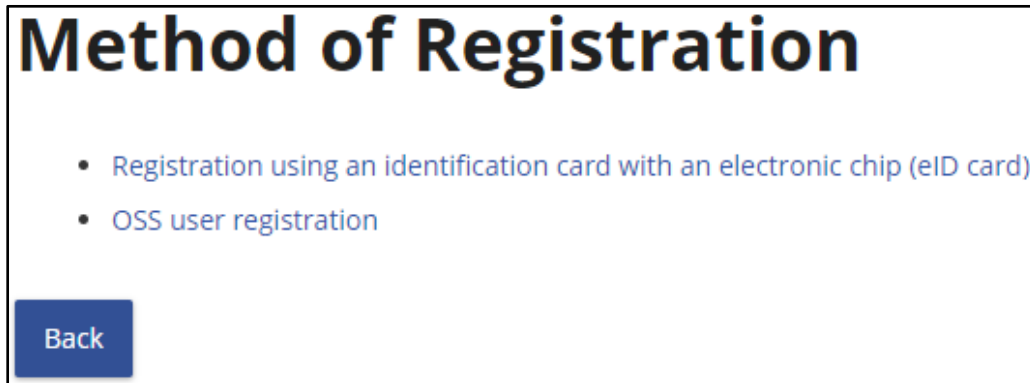 Method of Registration
• Registration using an identification card with an electronic chip (eID card)
• OSS user registration
Back